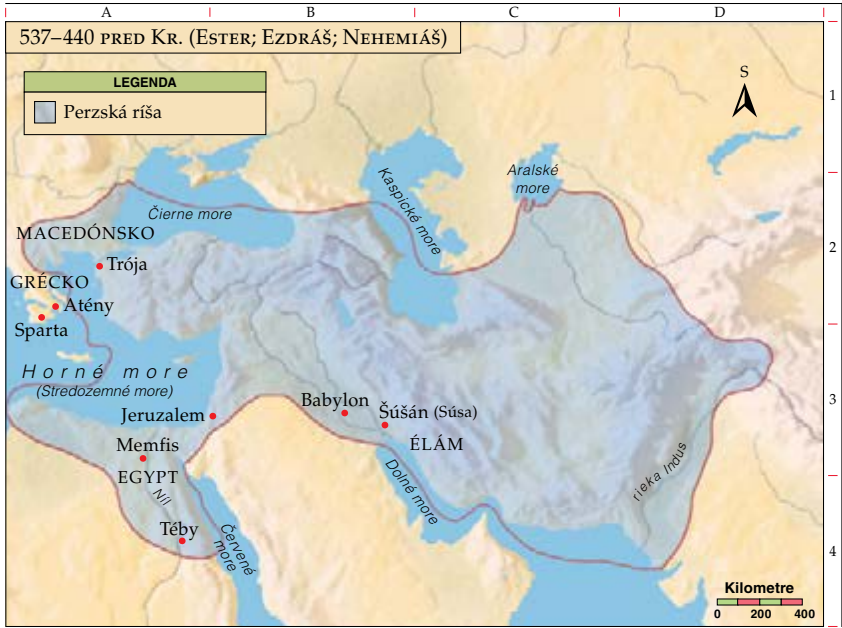 A B C D
537–440 PRED KR. (ESTER; EZDRÁŠ; NEHEMIÁŠ)
LEGENDA
Perzská ríša
S
1
Aralské
more
Kaspické more
Čierne more
MACEDÓNSKO
2
Trója
GRÉCKO
Atény
Sparta
Horné more
(Stredozemné more)
Babylon
3
Jeruzalem
Šúšán (Súsa)
Memfis
ÉLÁM
EGYPT
rieka Indus
Níl
Dolné more
Téby
Červené
more
4
Kilometre
0 200 400